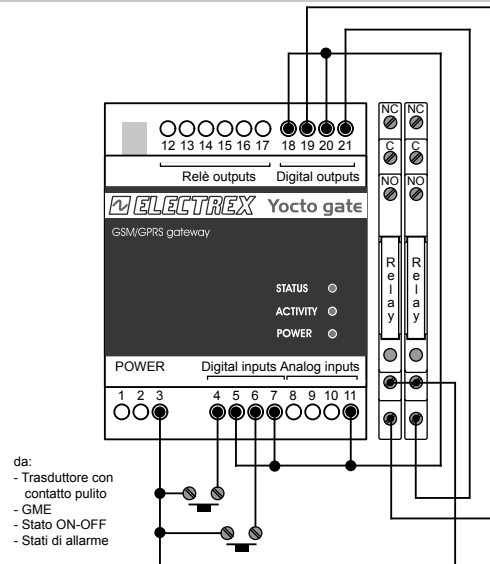 NC NC
12 13 14 15 16 17 18 19 20 21
C C
Relè outputs Digital outputs
NO NO
ELECTREX Yocto gate
GSM/GPRS gateway
Relay Relay
STATUS
ACTIVITY
POWER
POWER Digital inputs Analog inputs
1 2 3 4 5 6 7 8 9 10 11
da:
- Trasduttore con
contatto pulito
- GME
- Stato ON-OFF
- Stati di allarme